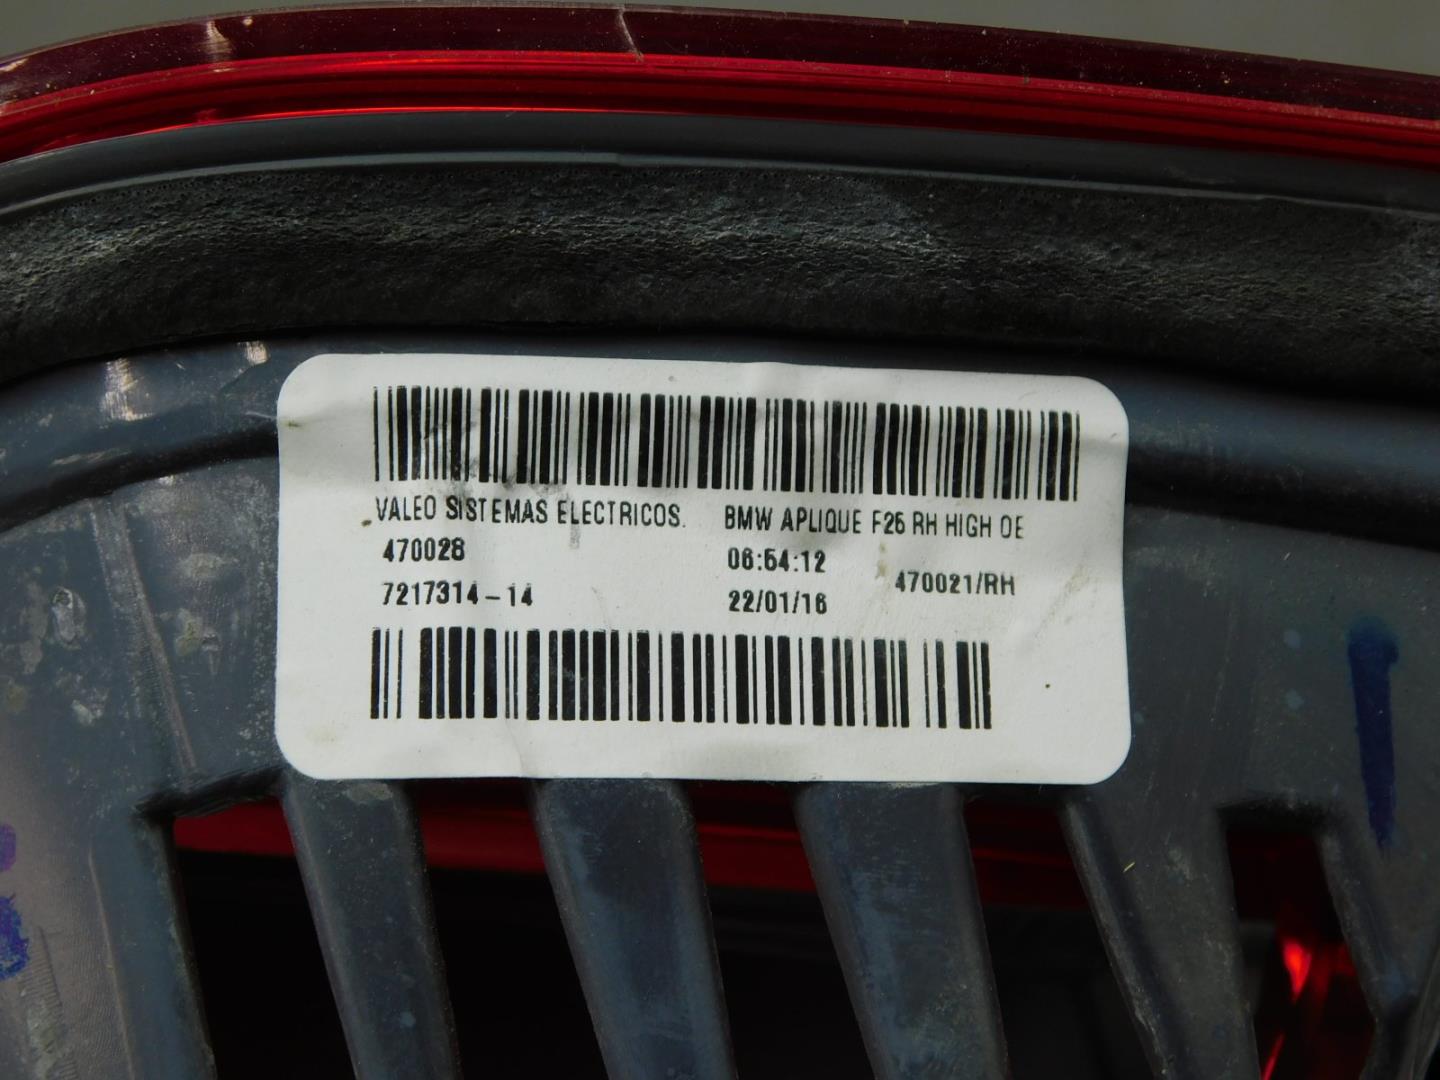 VALEO SISTEMAS ELECTRICOS. BMW APLIQUE F25 RH HIGH OE
470028 06:54:12 470021/RH
7217314-14 22/01/16